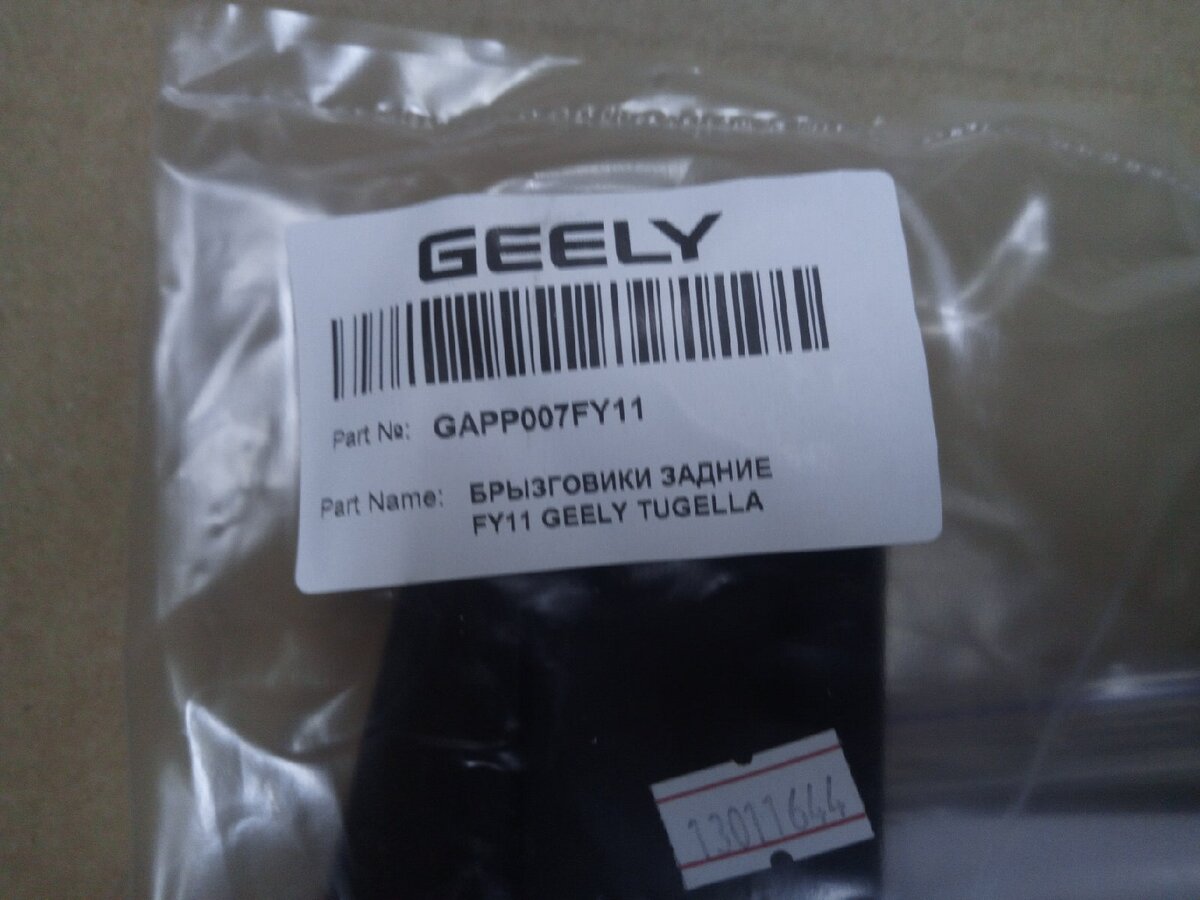 GEELY
Part №: GAPP007FY11
Part Name: БРЫЗГОВИКИ ЗАДНИЕ
FY11 GEELY TUGELLA
13011644